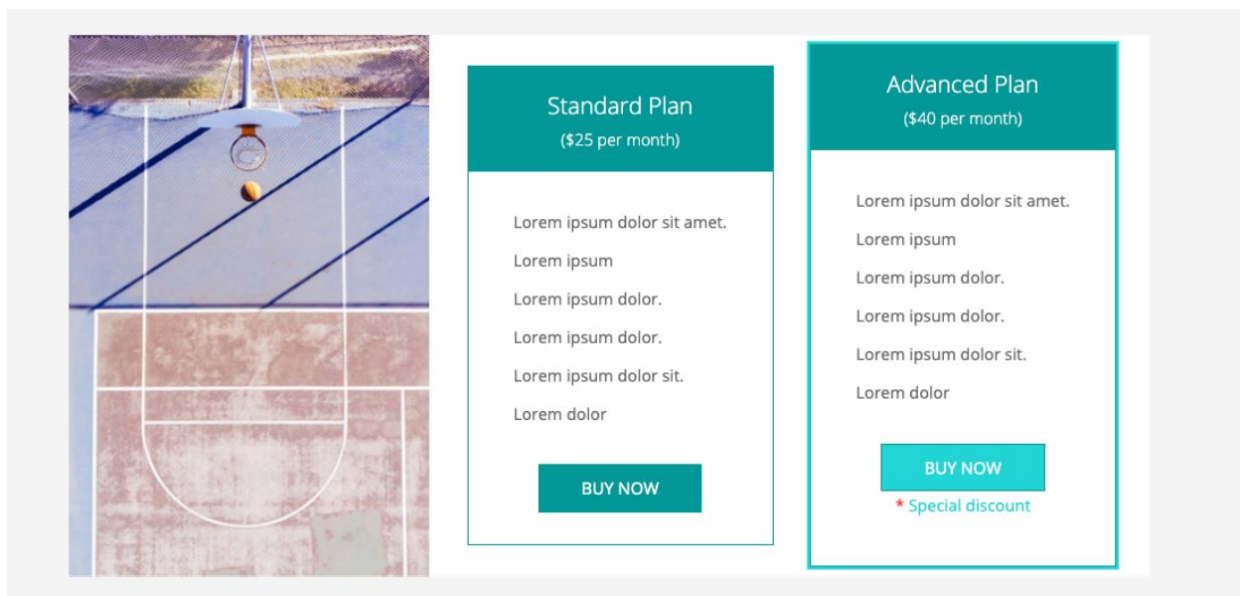 Standard Plan
($25 per month)
Lorem ipsum dolor sit amet.
Lorem ipsum
Lorem ipsum dolor.
Lorem ipsum dolor.
Lorem ipsum dolor sit.
Lorem dolor
BUY NOW
Advanced Plan
($40 per month)
Lorem ipsum dolor sit amet.
Lorem ipsum
Lorem ipsum dolor.
Lorem ipsum dolor.
Lorem ipsum dolor sit.
Lorem dolor
BUY NOW
* Special discount